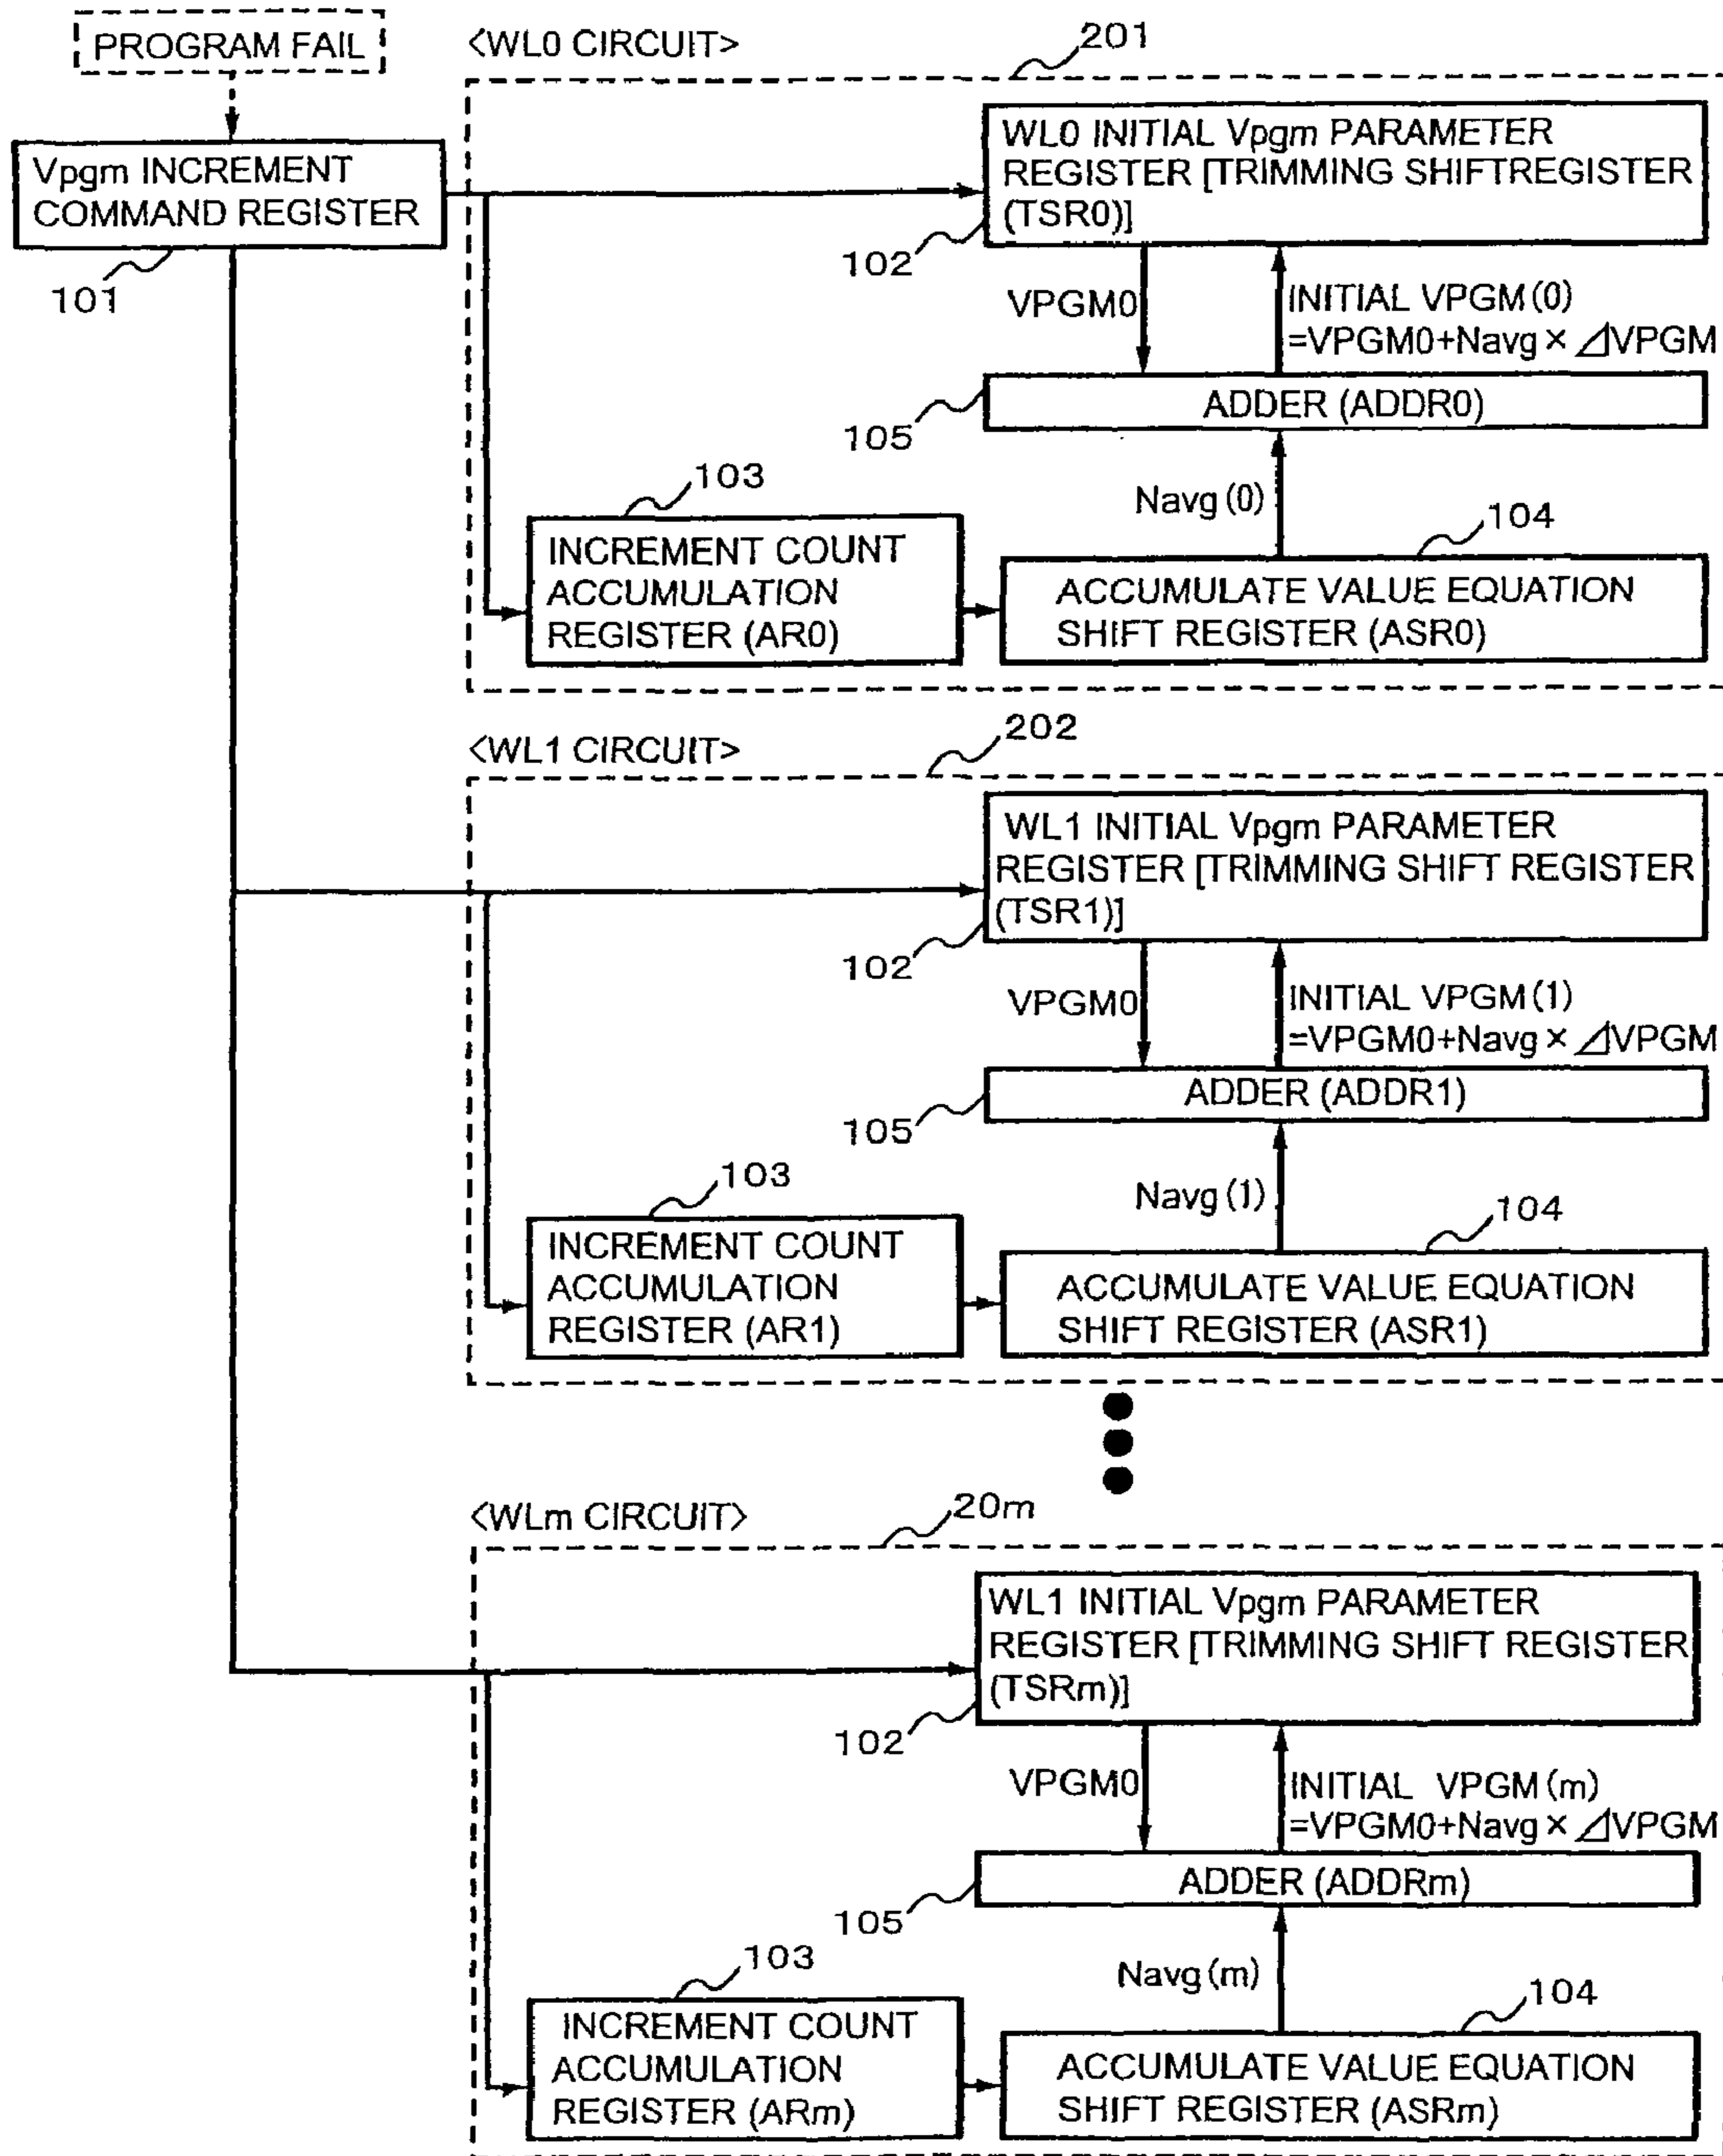 PROGRAM FAIL
Vpgm INCREMENT
COMMAND REGISTER
101
<WL0 CIRCUIT>
201
WL0 INITIAL Vpgm PARAMETER
REGISTER [TRIMMING SHIFTREGISTER
(TSR0)]
102
VPGM0
INITIAL VPGM(0)
=VPGM0+Navg×⊿VPGM
ADDER (ADDR0)
105
Navg(0)
103
INCREMENT COUNT
ACCUMULATION
REGISTER (AR0)
104
ACCUMULATE VALUE EQUATION
SHIFT REGISTER (ASR0)
<WL1 CIRCUIT>
202
WL1 INITIAL Vpgm PARAMETER
REGISTER [TRIMMING SHIFT REGISTER
(TSR1)]
102
VPGM0
INITIAL VPGM(1)
=VPGM0+Navg×⊿VPGM
ADDER (ADDR1)
105
Navg(1)
103
INCREMENT COUNT
ACCUMULATION
REGISTER (AR1)
104
ACCUMULATE VALUE EQUATION
SHIFT REGISTER (ASR1)
<WLm CIRCUIT>
20m
WL1 INITIAL Vpgm PARAMETER
REGISTER [TRIMMING SHIFT REGISTER
(TSRm)]
102
VPGM0
INITIAL VPGM(m)
=VPGM0+Navg×⊿VPGM
ADDER (ADDRm)
105
Navg(m)
103
INCREMENT COUNT
ACCUMULATION
REGISTER (ARm)
104
ACCUMULATE VALUE EQUATION
SHIFT REGISTER (ASRm)